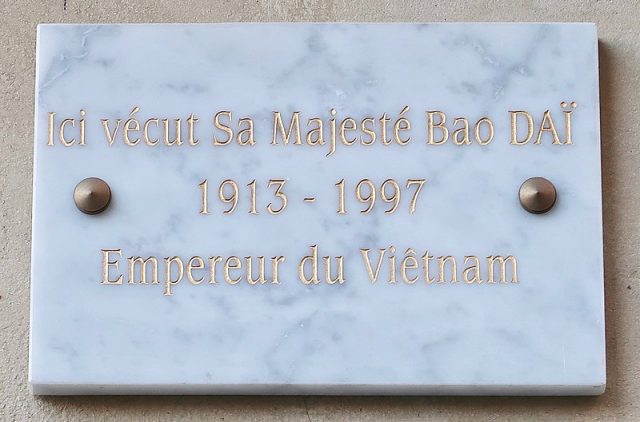 Ici vécut Sa Majesté Bao DAÏ
1913 - 1997
Empereur du Viêtnam